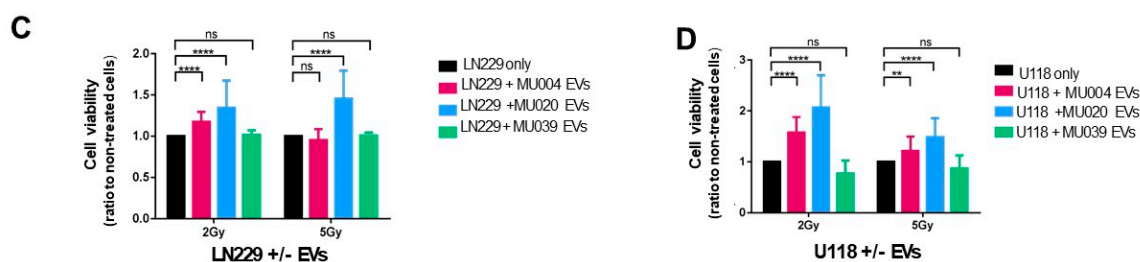 C
Cell viability
(ratio to non-treated cells)
2.0
1.5
1.0
0.5
0.0
ns
****
****
ns
****
ns
2Gy
5Gy
LN229 +/- EVs
LN229 only
LN229 + MU004 EVs
LN229 +MU020 EVs
LN229 + MU039 EVs
D
Cell viability
(ratio to non-treated cells)
3
2
1
0
ns
****
****
ns
****
**
2Gy
5Gy
U118 +/- EVs
U118 only
U118 + MU004 EVs
U118 +MU020 EVs
U118 + MU039 EVs